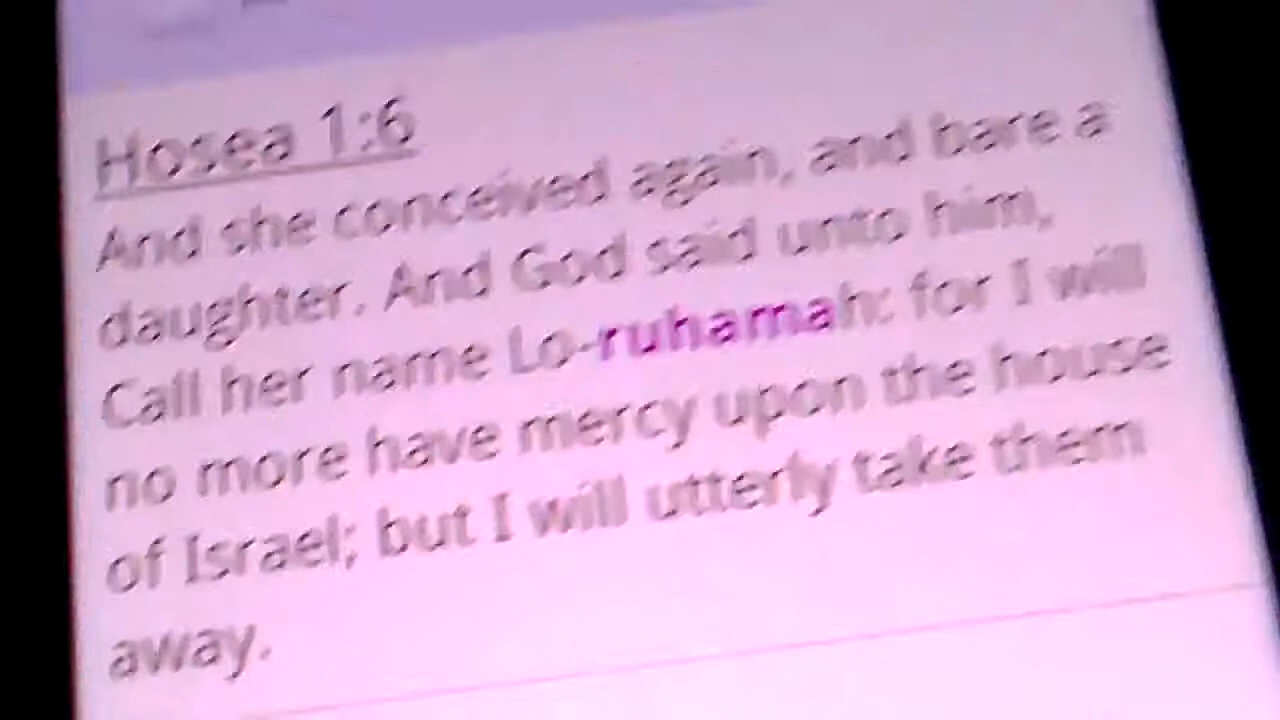 Hosea 1:6
And she conceived again, and bare a
daughter. And God said unto him,
Call her name Lo-ruhamah: for I will
no more have mercy upon the house
of Israel; but I will utterly take them
away.